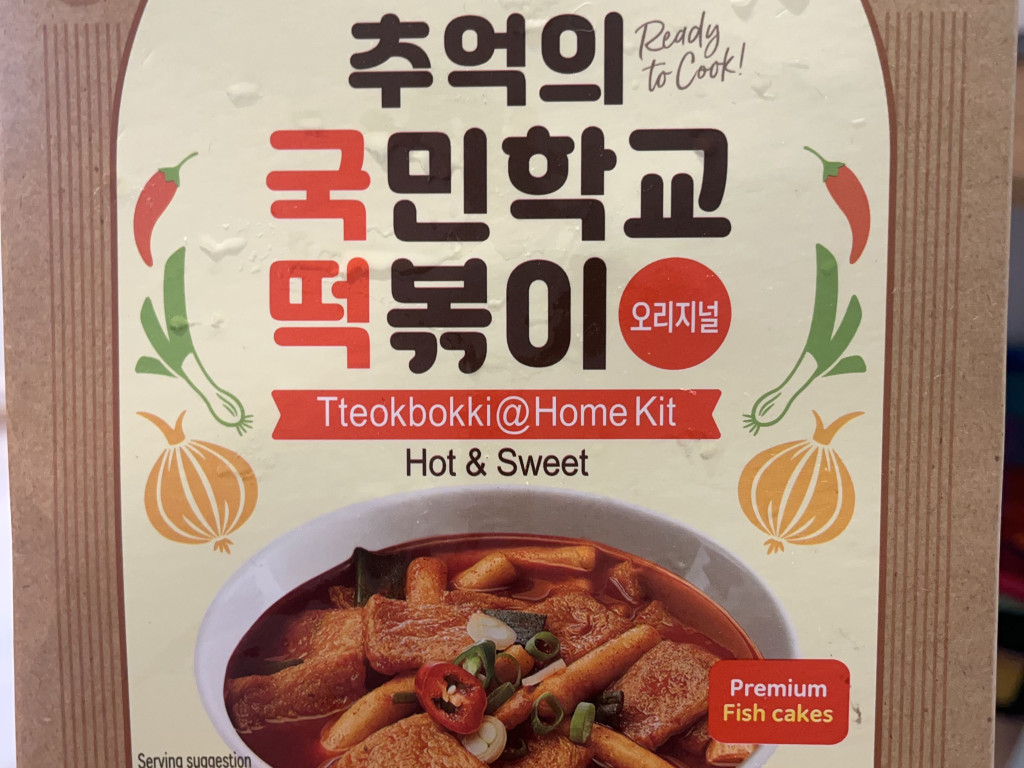 추억의
Ready
to Cook!
국민학교
떡볶이
오리지널
Tteokbokki@Home Kit
Hot & Sweet
Premium
Fish cakes
Serving suggestion